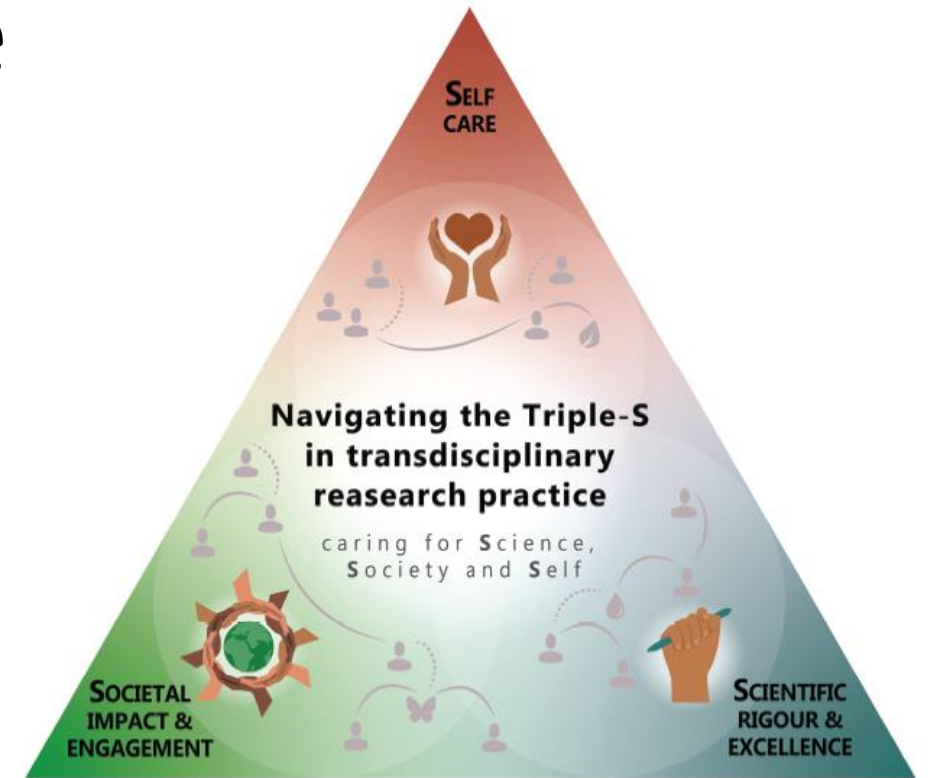 SELF
CARE
Navigating the Triple-S
in transdisciplinary
reasearch practice
caring for Science,
Society and Self
SOCIETAL
IMPACT &
ENGAGEMENT
SCIENTIFIC
RIGOUR &
EXCELLENCE